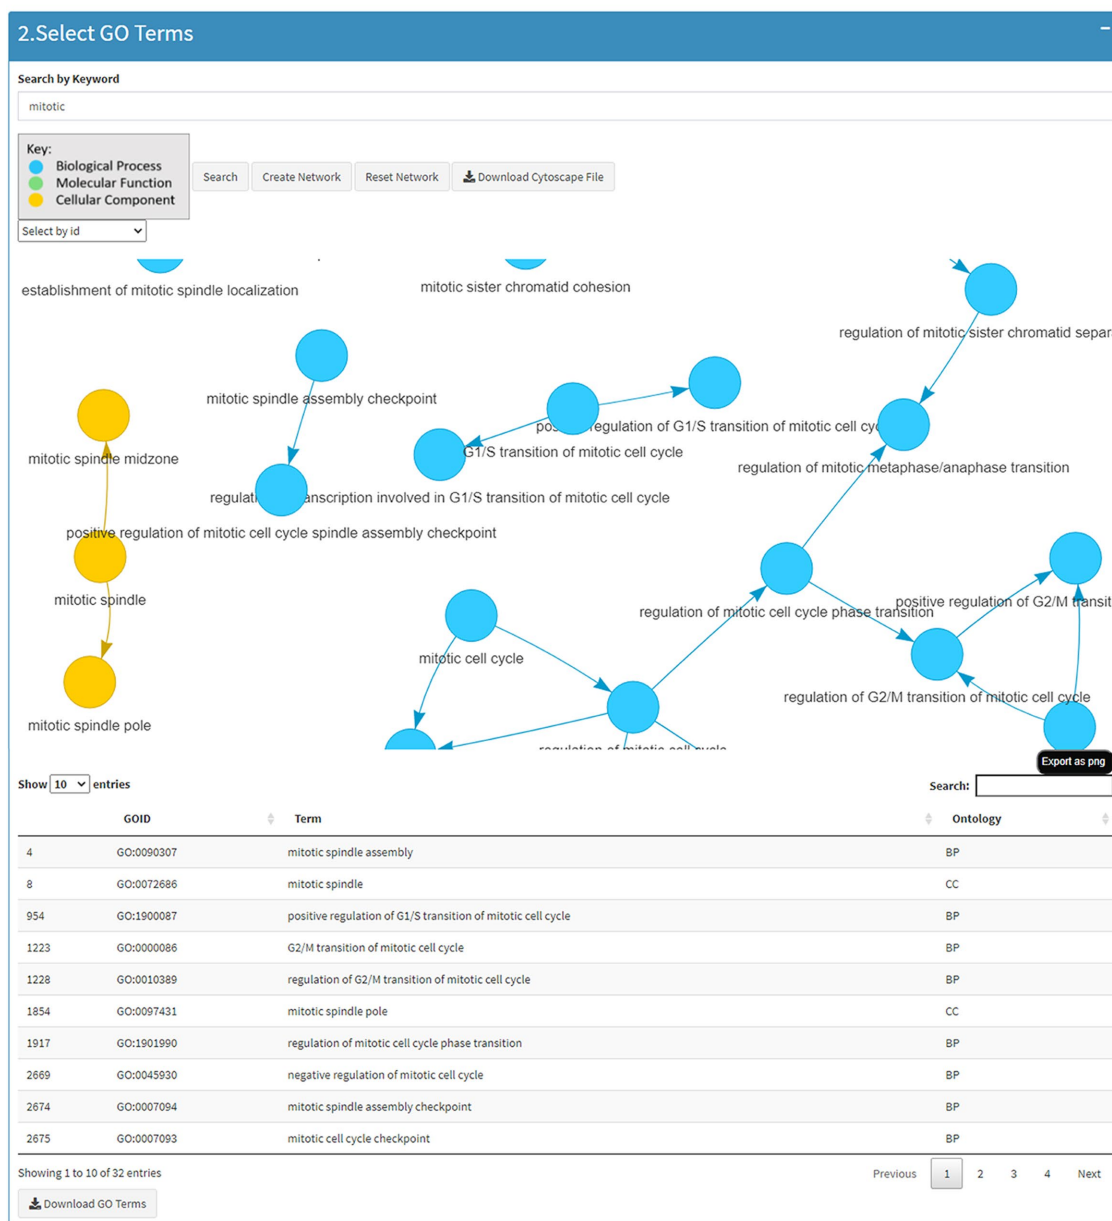 2.Select GO Terms
Search by Keyword
mitotic
Key:
Biological Process
Molecular Function
Cellular Component
Search
Create Network
Reset Network
Download Cytoscape File
Select by id
establishment of mitotic spindle localization
mitotic sister chromatid cohesion
regulation of mitotic sister chromatid separ
mitotic spindle assembly checkpoint
positive regulation of G1/S transition of mitotic cell cyc
G1/S transition of mitotic cell cycle
mitotic spindle midzone
regulation of mitotic metaphase/anaphase transition
regulat transcription involved in G1/S transition of mitotic cell cycle
positive regulation of mitotic cell cycle spindle assembly checkpoint
mitotic spindle
regulation of mitotic cell cycle phase transition
positive regulation of G2/M transit
mitotic cell cycle
regulation of G2/M transition of mitotic cell cycle
mitotic spindle pole
regulation of mitotic cell cycle
Export as png
Show 10 entries
Search:
GOID Term Ontology
4 GO:0090307 mitotic spindle assembly BP
8 GO:0072686 mitotic spindle CC
954 GO:1900087 positive regulation of G1/S transition of mitotic cell cycle BP
1223 GO:0000086 G2/M transition of mitotic cell cycle BP
1228 GO:0010389 regulation of G2/M transition of mitotic cell cycle BP
1854 GO:0097431 mitotic spindle pole CC
1917 GO:1901990 regulation of mitotic cell cycle phase transition BP
2669 GO:0045930 negative regulation of mitotic cell cycle BP
2674 GO:0007094 mitotic spindle assembly checkpoint BP
2675 GO:0007093 mitotic cell cycle checkpoint BP
Showing 1 to 10 of 32 entries
Previous 1 2 3 4 Next
Download GO Terms